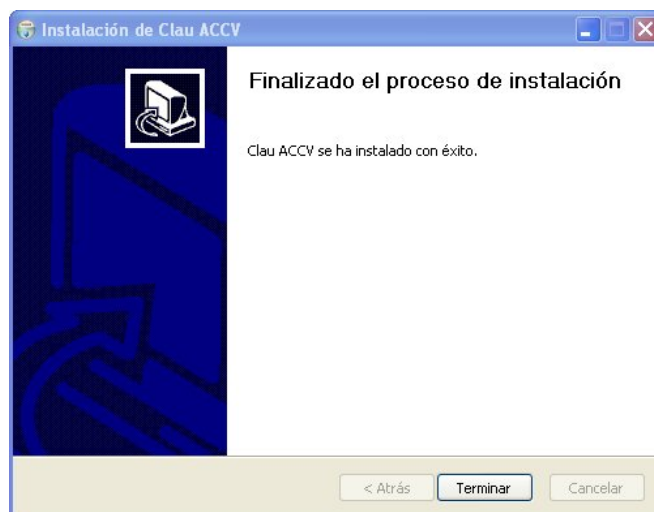 Instalación de Clau ACCV
Finalizado el proceso de instalación
Clau ACCV se ha instalado con éxito.
< Atrás
Terminar
Cancelar